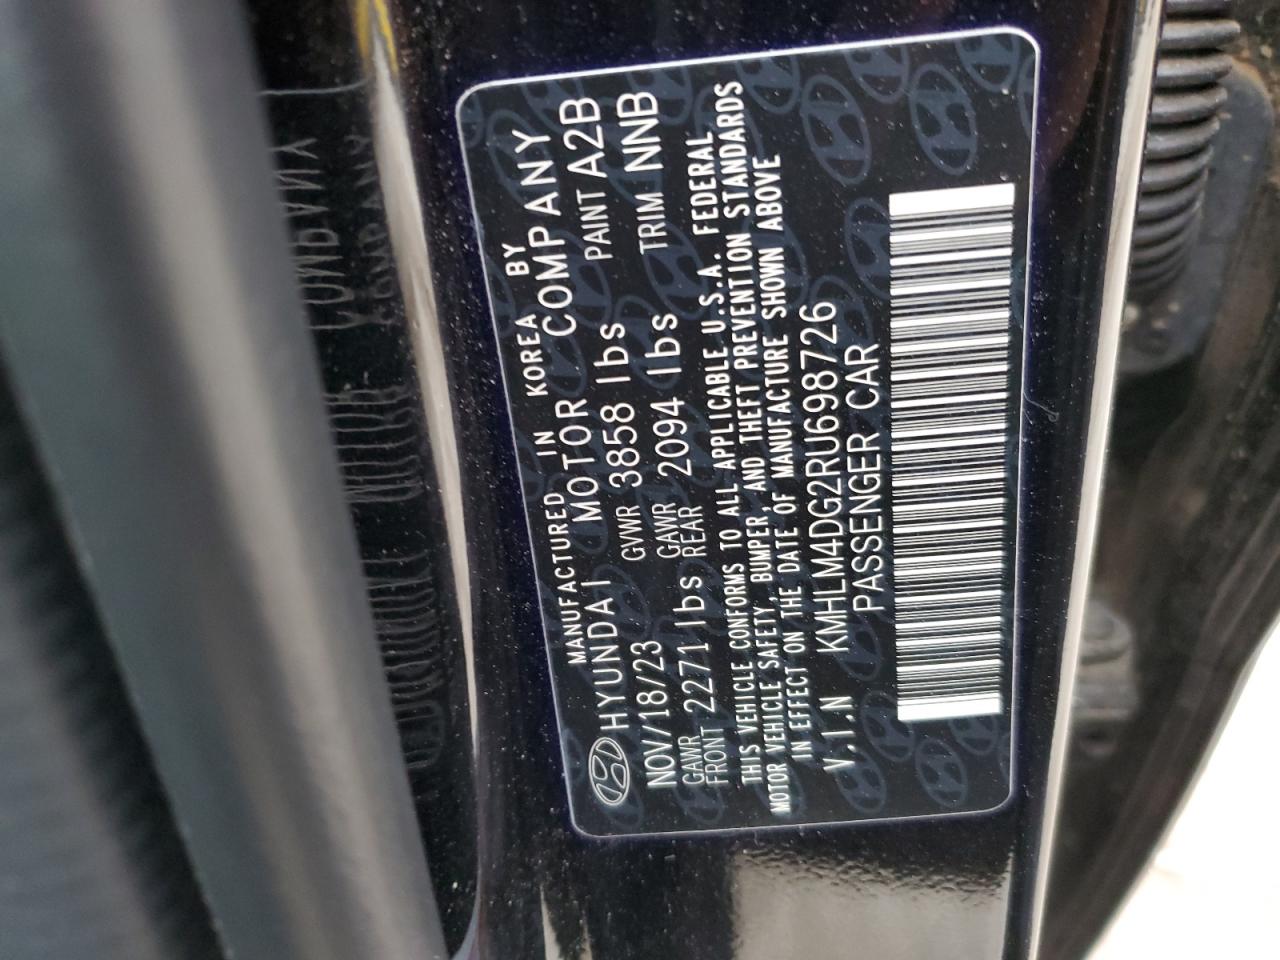 MANUFACTURED IN KOREA BY
HYUNDAI MOTOR COMPANY
NOV/18/23 GVWR 3858 lbs PAINT A2B
GAWR FRONT 2271 lbs GAWR REAR 2094 lbs TRIM NNB
THIS VEHICLE CONFORMS TO ALL APPLICABLE U.S.A. FEDERAL
MOTOR VEHICLE SAFETY, BUMPER, AND THEFT PREVENTION STANDARDS
IN EFFECT ON THE DATE OF MANUFACTURE SHOWN ABOVE
V.I.N KMHLM4DG2RU698726
PASSENGER CAR